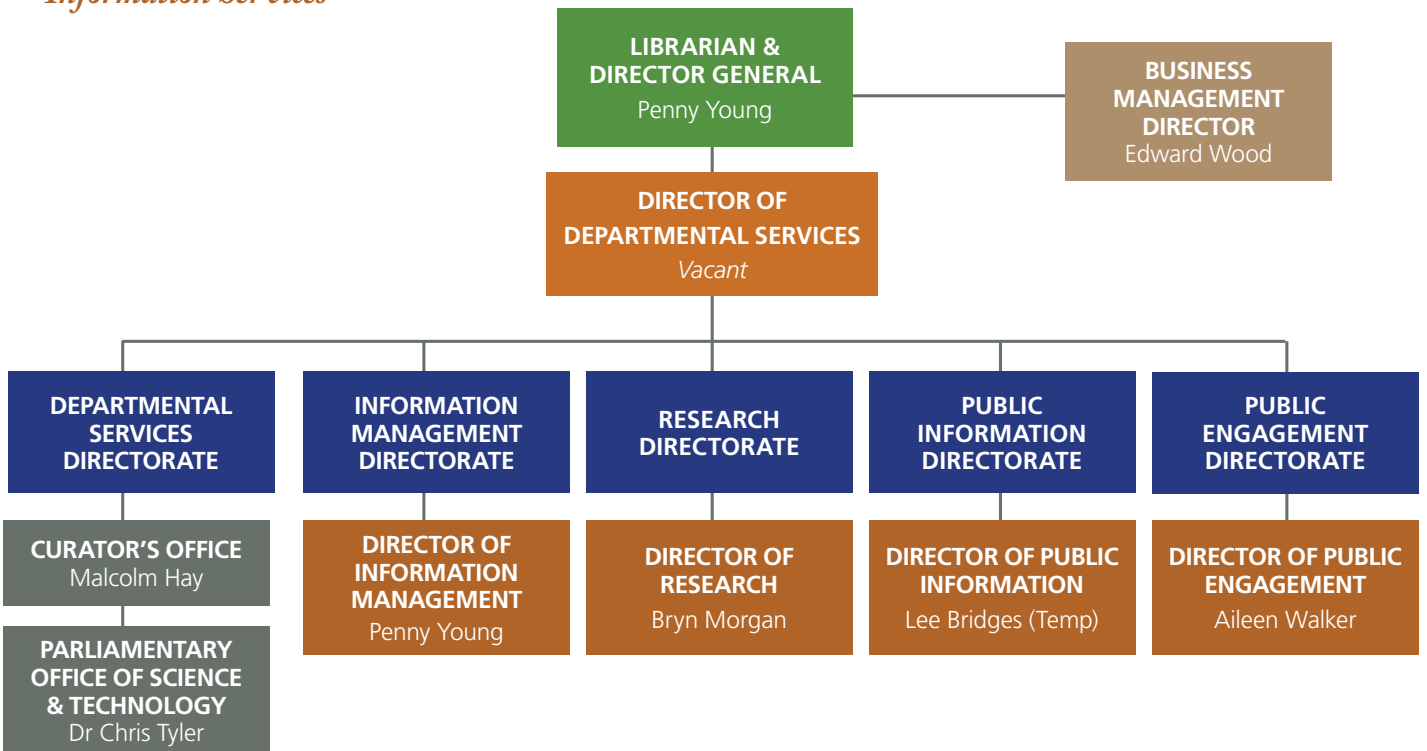 Information Services
LIBRARIAN &
DIRECTOR GENERAL
Penny Young
BUSINESS
MANAGEMENT
DIRECTOR
Edward Wood
DIRECTOR OF
DEPARTMENTAL SERVICES
Vacant
DEPARTMENTAL
SERVICES
DIRECTORATE
INFORMATION
MANAGEMENT
DIRECTORATE
RESEARCH
DIRECTORATE
PUBLIC
INFORMATION
DIRECTORATE
PUBLIC
ENGAGEMENT
DIRECTORATE
CURATOR’S OFFICE
Malcolm Hay
PARLIAMENTARY
OFFICE OF SCIENCE
& TECHNOLOGY
Dr Chris Tyler
DIRECTOR OF
INFORMATION
MANAGEMENT
Penny Young
DIRECTOR OF
RESEARCH
Bryn Morgan
DIRECTOR OF PUBLIC
INFORMATION
Lee Bridges (Temp)
DIRECTOR OF PUBLIC
ENGAGEMENT
Aileen Walker